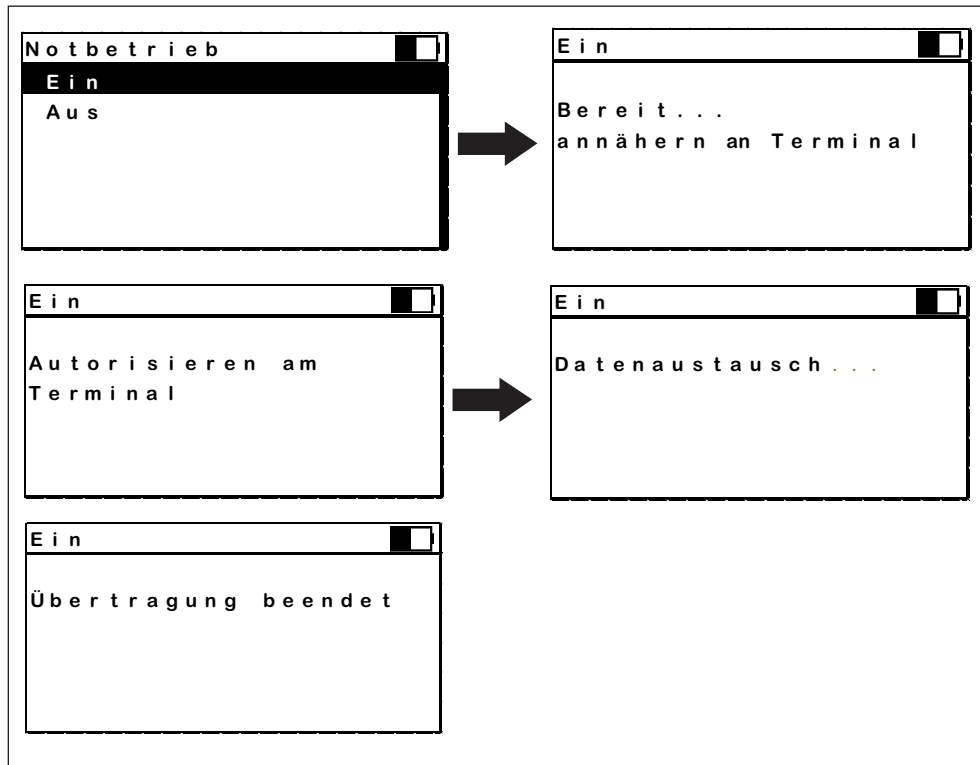 Notbetrieb
Ein
Aus
Ein
Bereit...
annähern an Terminal
Ein
Autorisieren am
Terminal
Ein
Datenaustausch...
Ein
Übertragung beendet